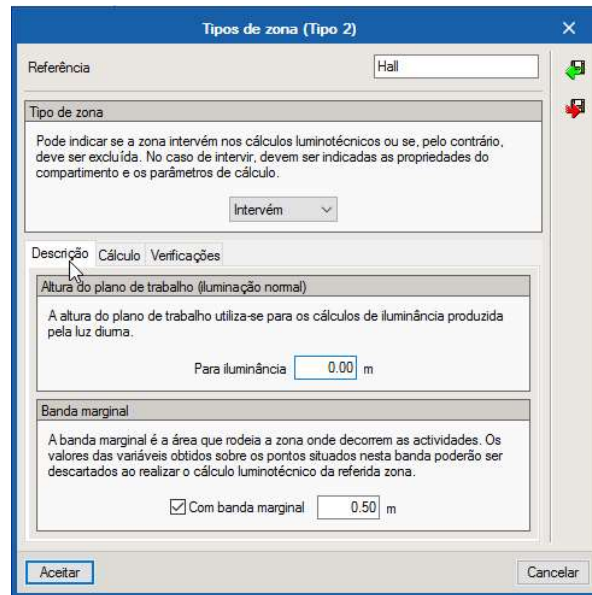 Tipos de zona (Tipo 2)
Referência
Hall
Tipo de zona
Pode indicar se a zona intervém nos cálculos luminotécnicos ou se, pelo contrário,
deve ser excluída. No caso de intervir, devem ser indicadas as propriedades do
compartimento e os parâmetros de cálculo.
Intervém
Descrição Cálculo Verificações
Altura do plano de trabalho (iluminação normal)
A altura do plano de trabalho utiliza-se para os cálculos de iluminância produzida
pela luz diurna.
Para iluminância 0.00 m
Banda marginal
A banda marginal é a área que rodeia a zona onde decorrem as actividades. Os
valores das variáveis obtidos sobre os pontos situados nesta banda poderão ser
descartados ao realizar o cálculo luminotécnico da referida zona.
Com banda marginal 0.50 m
Aceitar Cancelar